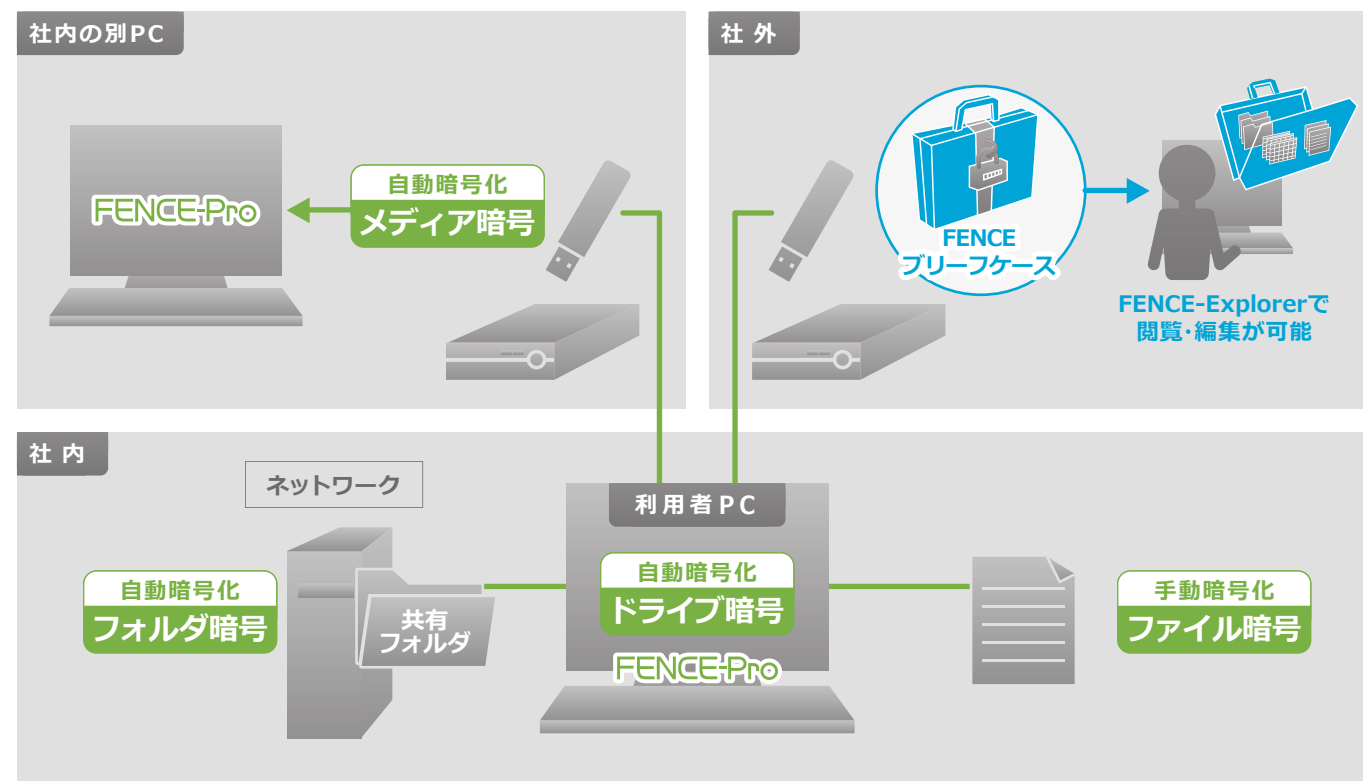 社内の別PC
FENCE-Pro
自動暗号化
メディア暗号
社 外
FENCE
ブリーフケース
FENCE-Explorerで
閲覧・編集が可能
社 内
ネットワーク
自動暗号化
フォルダ暗号
共有
フォルダ
利用者PC
自動暗号化
ドライブ暗号
FENCE-Pro
手動暗号化
ファイル暗号